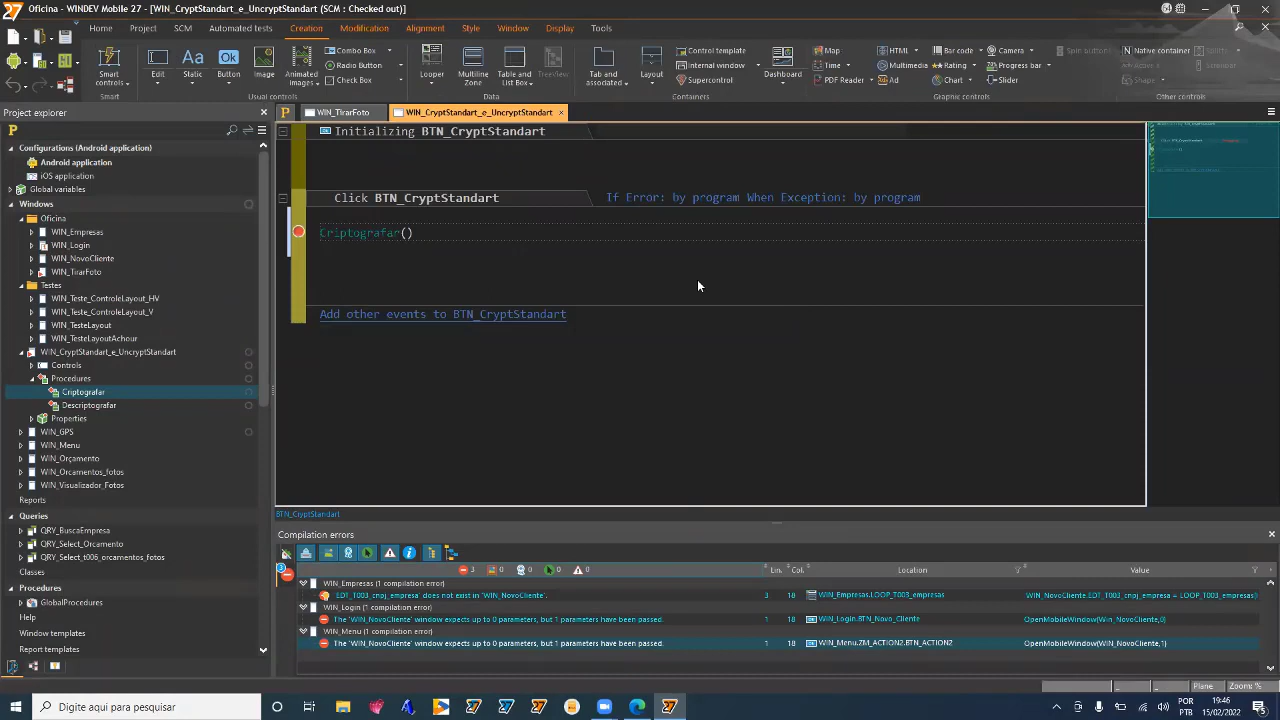 Oficina - WINDEV Mobile 27 - [WIN_CryptStandart_e_UncryptStandart (SCM : Checked out)]
Home Project SCM Automated tests Creation Modification Alignment Style Window Display Tools
Smart controls
Edit
Static
Button
Image
Animated images
Combo Box
Radio Button
Check Box
Looper
Multiline Zone
Table and List Box
TreeView
Tab and associated
Layout
Control template
Internal window
Supercontrol
Dashboard
Map
Time
PDF Reader
HTML
Multimedia
Ad
Bar code
Rating
Chart
Camera
Progress bar
Slider
Spin buttons
Native container
Active X
Shape
Smart Usual controls Data Containers Graphic controls Other controls
Project explorer
WIN_TirarFoto WIN_CryptStandart_e_UncryptStandart
Configurations (Android application)
Android application
iOS application
Global variables
Windows
Oficina
WIN_Empresas
WIN_Login
WIN_NovoCliente
WIN_TirarFoto
Testes
WIN_Teste_ControleLayout_HV
WIN_Teste_ControleLayout_V
WIN_TesteLayout
WIN_TesteLayoutAchour
WIN_CryptStandart_e_UncryptStandart
Controls
Procedures
Criptografar
Descriptografar
Properties
WIN_GPS
WIN_Menu
WIN_Orçamento
WIN_Orcamentos_fotos
WIN_Visualizador_Fotos
Reports
Queries
QRY_BuscaEmpresa
QRY_Select_Orcamento
QRY_Select_t006_orcamentos_fotos
Classes
Procedures
GlobalProcedures
Help
Window templates
Report templates
Initializing BTN_CryptStandart
Click BTN_CryptStandart If Error: by program When Exception: by program
Criptografar()
Add other events to BTN_CryptStandart
BTN_CryptStandart
Compilation errors
3 0 0 0 0 Lin. Col. Location Value
WIN_Empresas (1 compilation error)
'EDT_T003_cnpj_empresa' does not exist in 'WIN_NovoCliente'. 3 18 WIN_Empresas.LOOP_T003_empresas WIN_NovoCliente.EDT_T003_cnpj_empresa = LOOP_T003_empresas
WIN_Login (1 compilation error)
The 'WIN_NovoCliente' window expects up to 0 parameters, but 1 parameters have been passed. 1 18 WIN_Login.BTN_Novo_Cliente OpenMobileWindow(Win_NovoCliente,0)
WIN_Menu (1 compilation error)
The 'WIN_NovoCliente' window expects up to 0 parameters, but 1 parameters have been passed. 1 18 WIN_Menu.ZM_ACTION2.BTN_ACTION2 OpenMobileWindow(WIN_NovoCliente,1)
Plane Zoom: %
Digite aqui para pesquisar
POR
PTB
19:46
15/02/2022